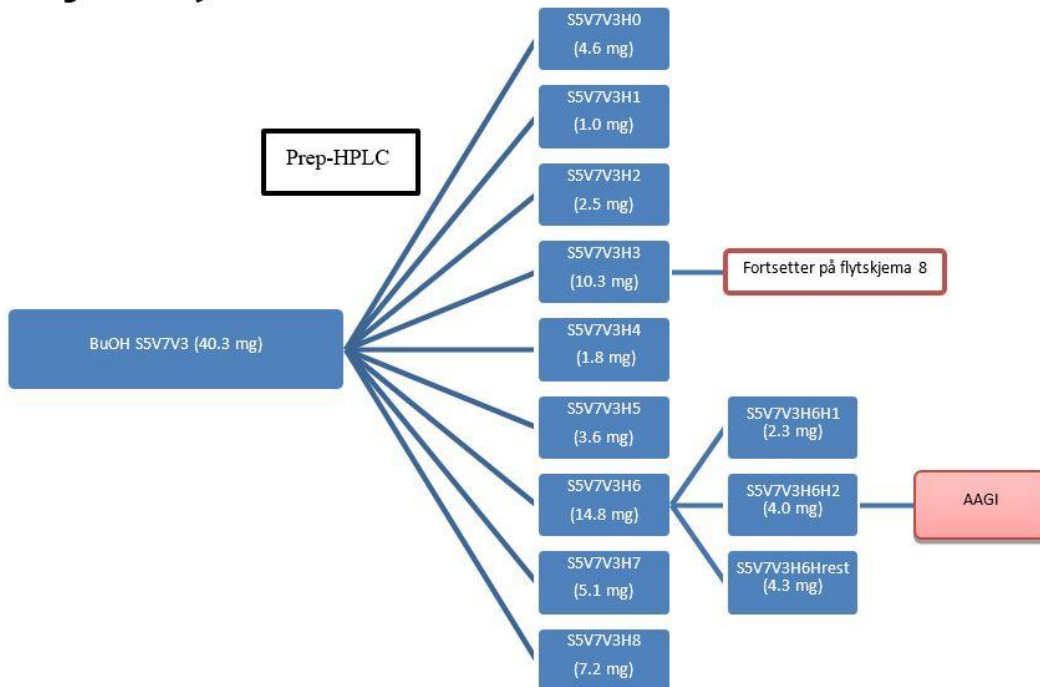 S5V7V3H0
(4.6 mg)
S5V7V3H1
(1.0 mg)
Prep-HPLC
S5V7V3H2
(2.5 mg)
S5V7V3H3
(10.3 mg)
Fortsetter på flytskjema 8
BuOH S5V7V3 (40.3 mg)
S5V7V3H4
(1.8 mg)
S5V7V3H5
(3.6 mg)
S5V7V3H6H1
(2.3 mg)
S5V7V3H6
(14.8 mg)
S5V7V3H6H2
(4.0 mg)
AAGI
S5V7V3H7
(5.1 mg)
S5V7V3H6Hrest
(4.3 mg)
S5V7V3H8
(7.2 mg)